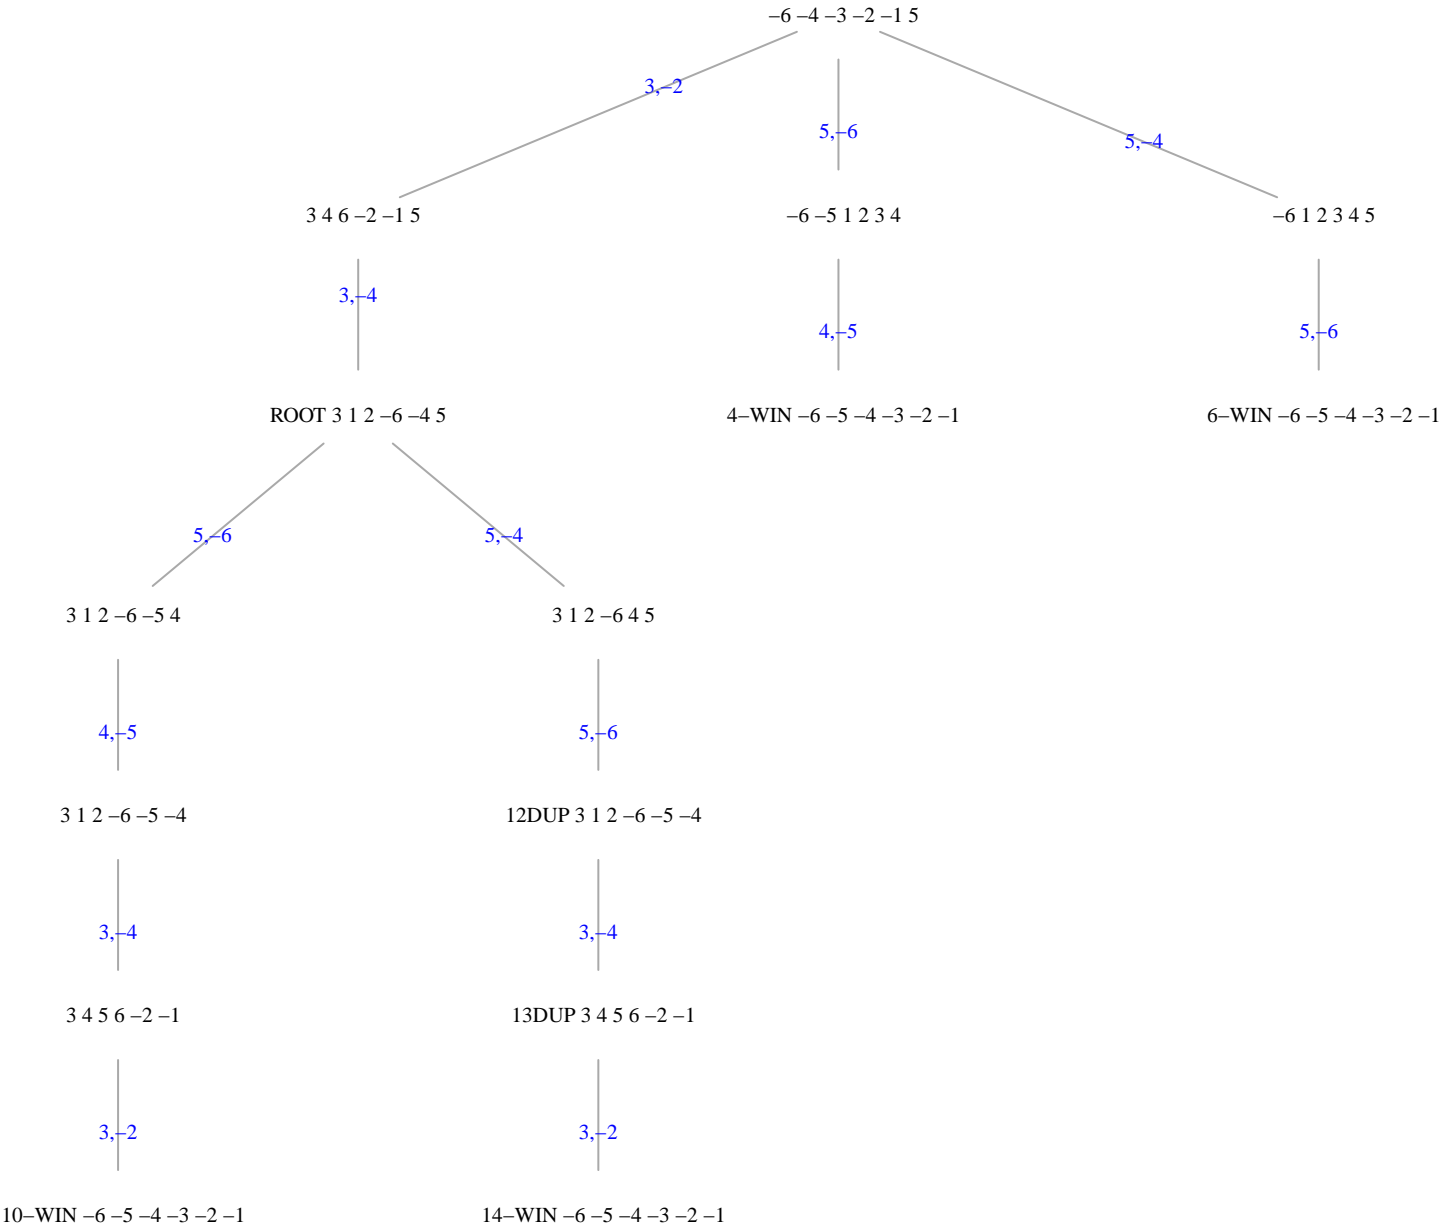 –6 –4 –3 –2 –1 5
3,–2
5,–6
5,–4
3 4 6 –2 –1 5
–6 –5 1 2 3 4
–6 1 2 3 4 5
3,–4
4,–5
5,–6
ROOT 3 1 2 –6 –4 5
4–WIN –6 –5 –4 –3 –2 –1
6–WIN –6 –5 –4 –3 –2 –1
5,–6
5,–4
3 1 2 –6 –5 4
3 1 2 –6 4 5
4,–5
5,–6
3 1 2 –6 –5 –4
12DUP 3 1 2 –6 –5 –4
3,–4
3,–4
3 4 5 6 –2 –1
13DUP 3 4 5 6 –2 –1
3,–2
3,–2
10–WIN –6 –5 –4 –3 –2 –1
14–WIN –6 –5 –4 –3 –2 –1